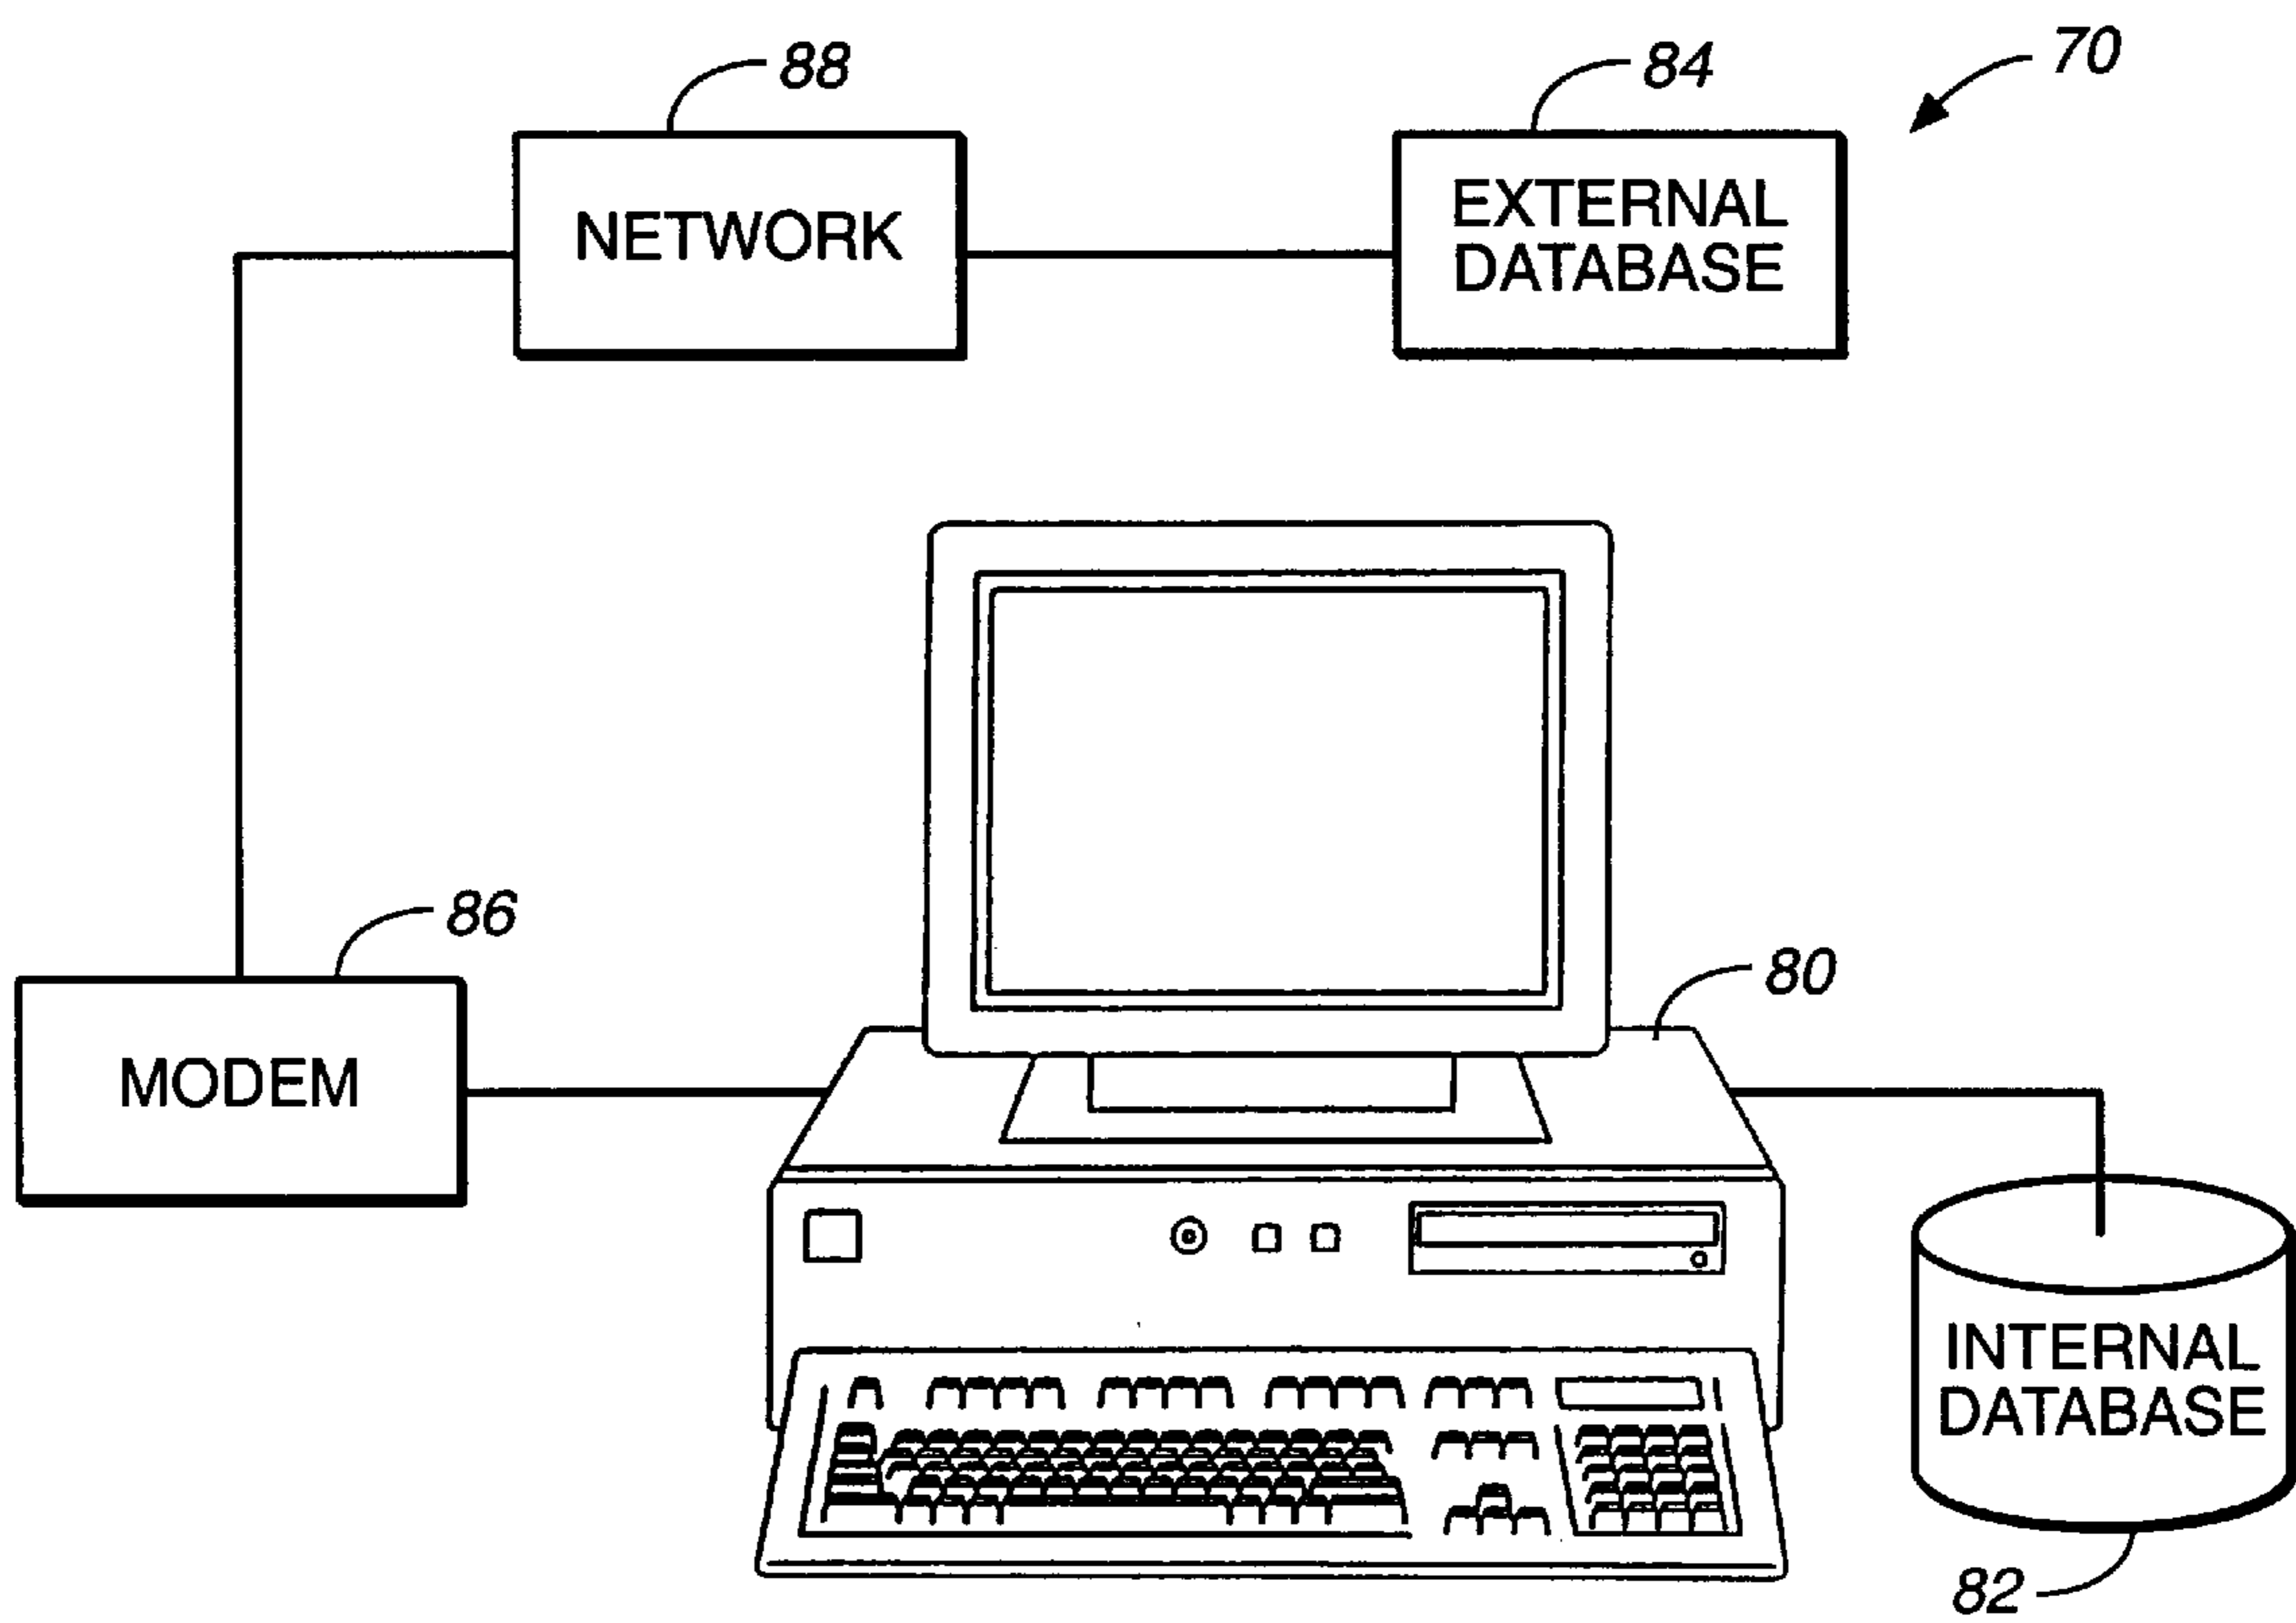 88
84
70
NETWORK
EXTERNAL
DATABASE
86
80
MODEM
INTERNAL
DATABASE
82